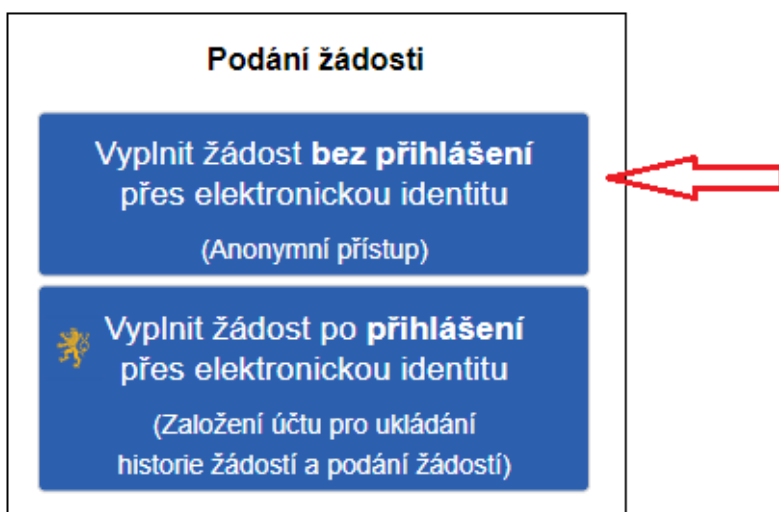 Podání žádosti
Vyplnit žádost bez přihlášení
přes elektronickou identitu
(Anonymní přístup)
Vyplnit žádost po přihlášení
přes elektronickou identitu
(Založení účtu pro ukládání
historie žádostí a podání žádostí)